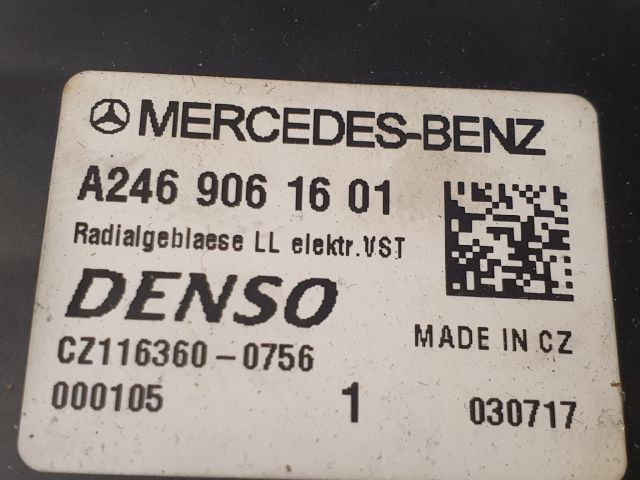 MERCEDES-BENZ
A246 906 16 01
Radialgeblaese LL elektr.VST
DENSO
MADE IN CZ
CZ116360-0756
000105 1 030717